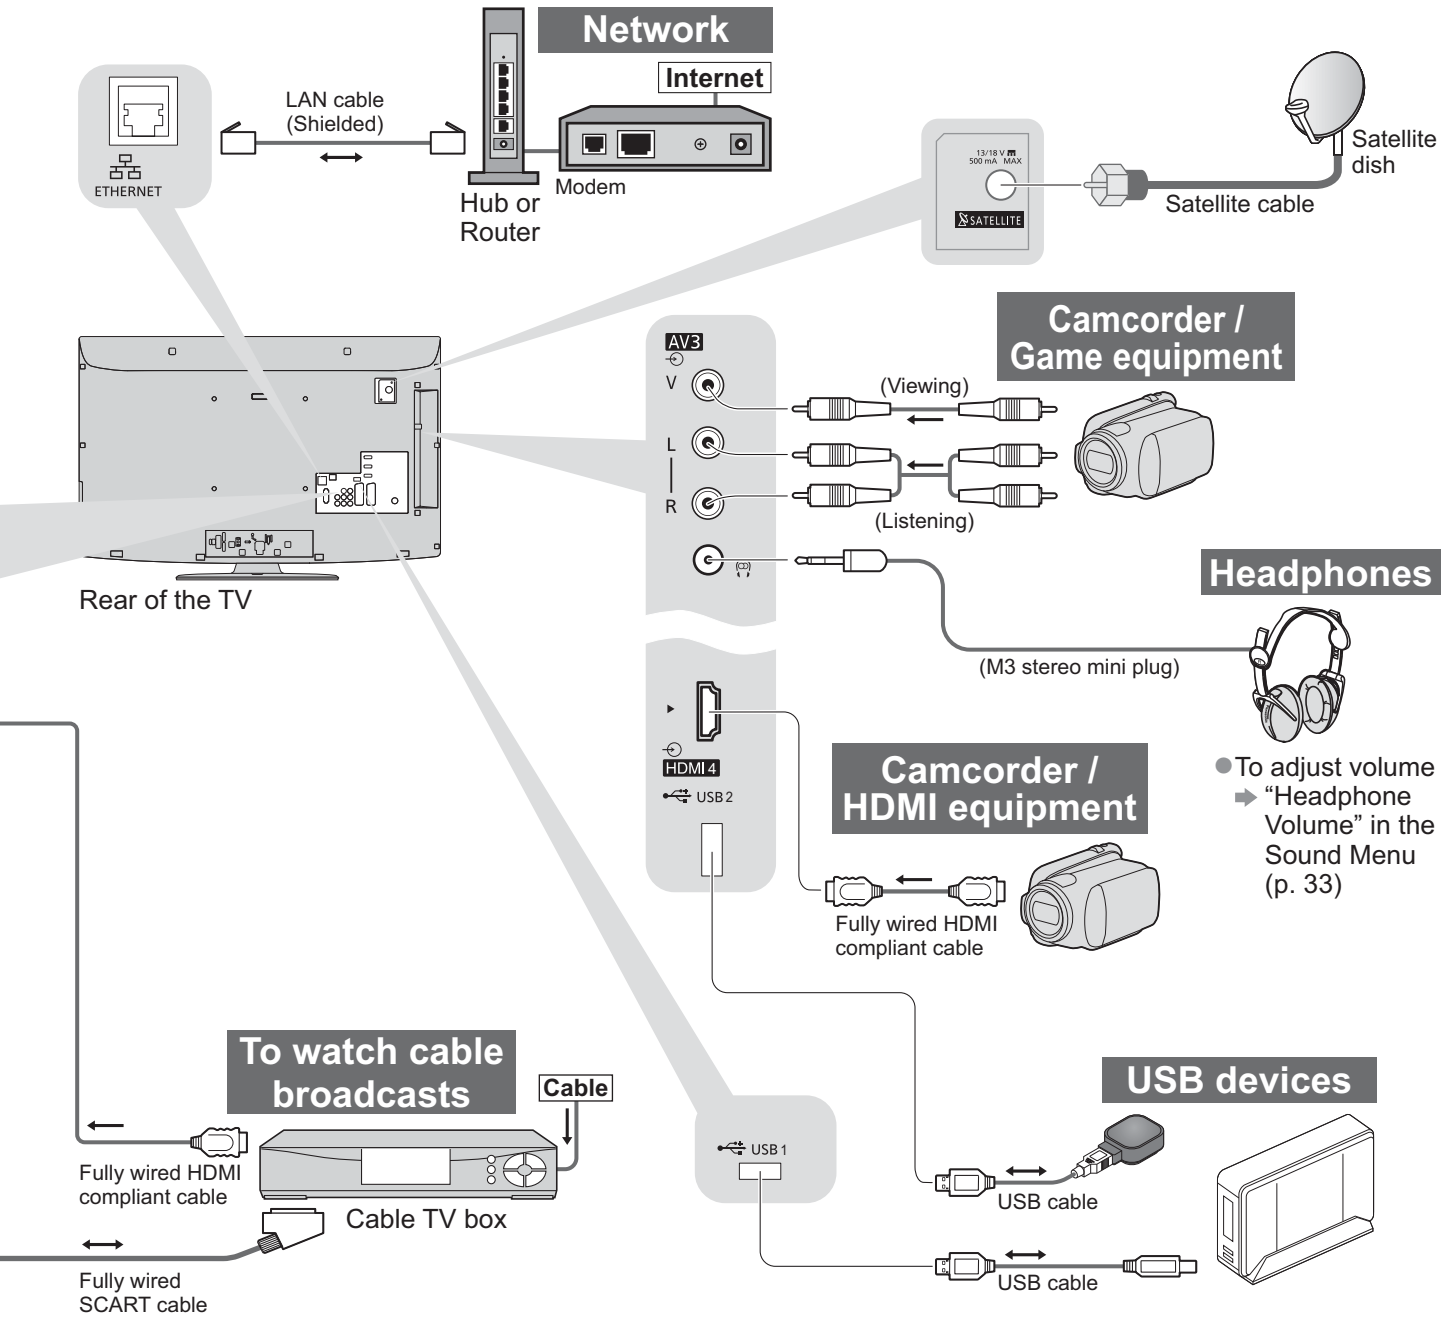 Network
Internet
LAN cable
(Shielded)
ETHERNET
Modem
Hub or
Router
13/18 V
500 mA MAX
SATELLITE
Satellite
dish
Satellite cable
Rear of the TV
AV3
V
L
R
Camcorder /
Game equipment
(Viewing)
(Listening)
Headphones
(M3 stereo mini plug)
●To adjust volume
“Headphone
Volume” in the
Sound Menu
(p. 33)
HDMI 4
USB 2
Camcorder /
HDMI equipment
Fully wired HDMI
compliant cable
To watch cable
broadcasts
Cable
Fully wired HDMI
compliant cable
Cable TV box
Fully wired
SCART cable
USB 1
USB devices
USB cable
USB cable